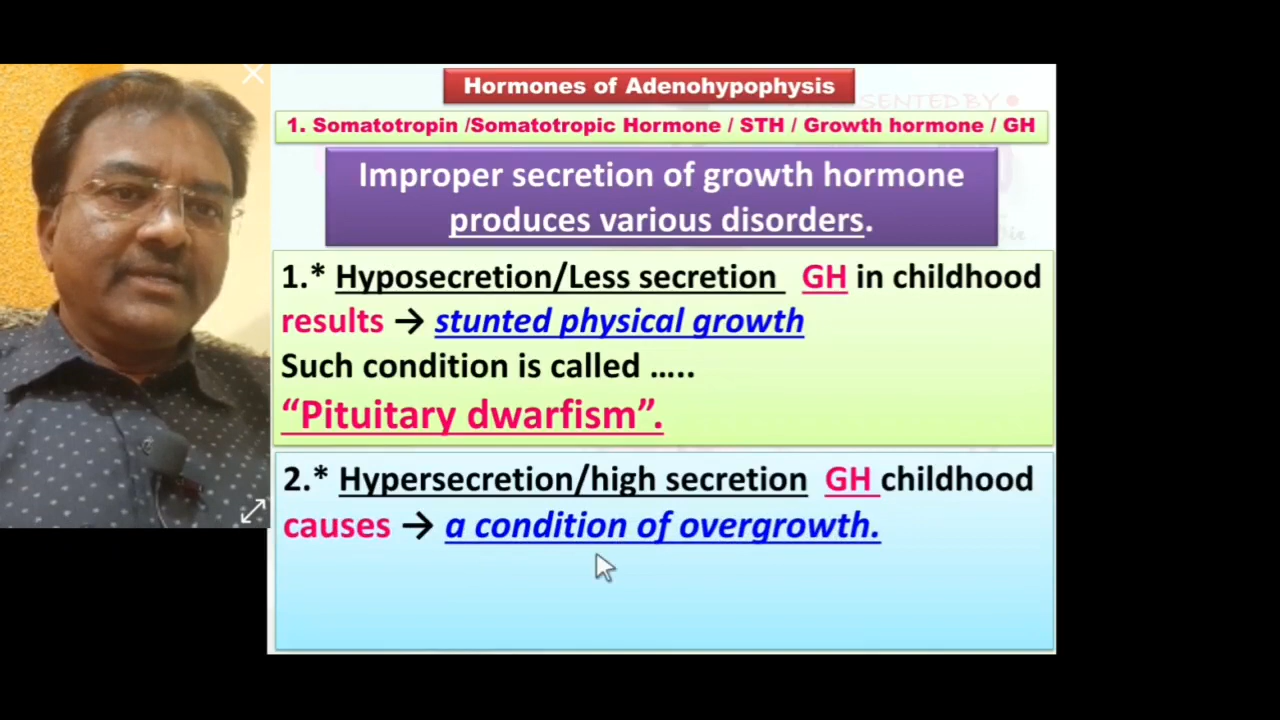 SENTED BY
Hormones of Adenohypophysis
1. Somatotropin /Somatotropic Hormone / STH / Growth hormone / GH
Improper secretion of growth hormone
produces various disorders.
1.* Hyposecretion/Less secretion GH in childhood
results → stunted physical growth
Such condition is called …..
“Pituitary dwarfism”.
2.* Hypersecretion/high secretion GH childhood
causes → a condition of overgrowth.